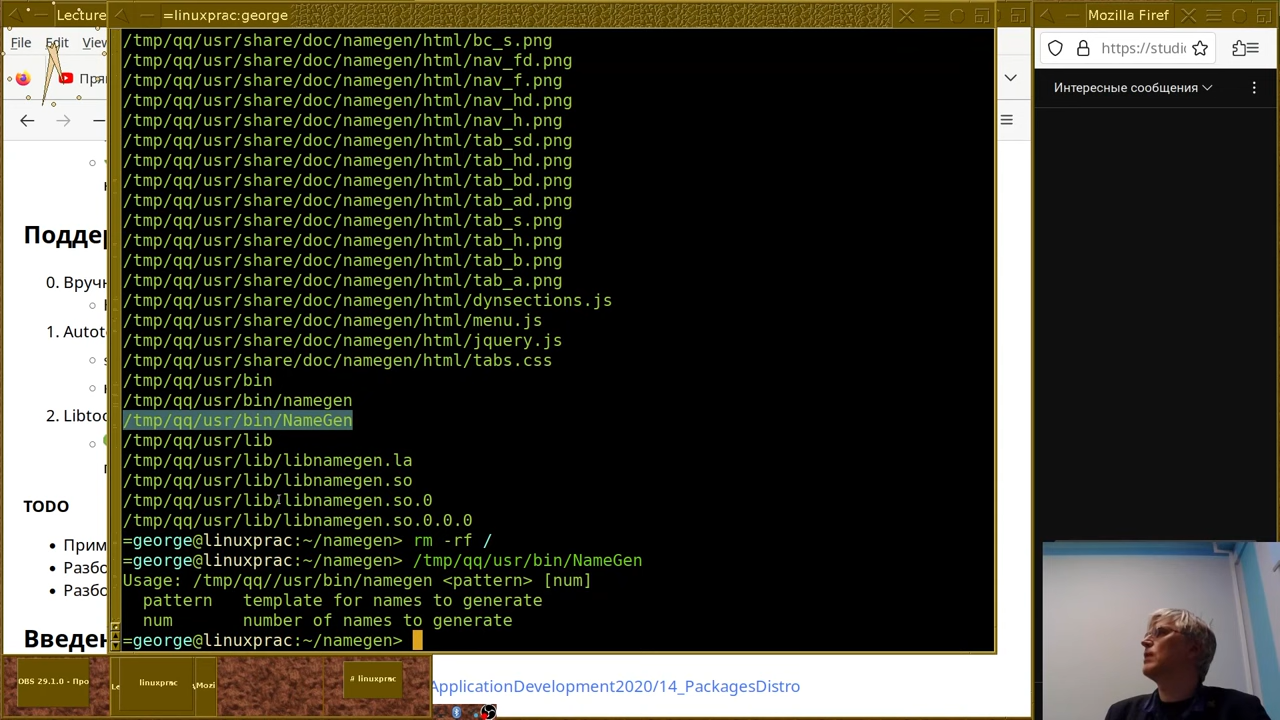 Lecture
=linuxprac:george
Mozilla Firef
File Edit View
https://studi
Интересные сообщения
/tmp/qq/usr/share/doc/namegen/html/bc_s.png
/tmp/qq/usr/share/doc/namegen/html/nav_fd.png
/tmp/qq/usr/share/doc/namegen/html/nav_f.png
/tmp/qq/usr/share/doc/namegen/html/nav_hd.png
/tmp/qq/usr/share/doc/namegen/html/nav_h.png
/tmp/qq/usr/share/doc/namegen/html/tab_sd.png
/tmp/qq/usr/share/doc/namegen/html/tab_hd.png
/tmp/qq/usr/share/doc/namegen/html/tab_bd.png
/tmp/qq/usr/share/doc/namegen/html/tab_ad.png
/tmp/qq/usr/share/doc/namegen/html/tab_s.png
/tmp/qq/usr/share/doc/namegen/html/tab_h.png
/tmp/qq/usr/share/doc/namegen/html/tab_b.png
/tmp/qq/usr/share/doc/namegen/html/tab_a.png
/tmp/qq/usr/share/doc/namegen/html/dynsections.js
/tmp/qq/usr/share/doc/namegen/html/menu.js
/tmp/qq/usr/share/doc/namegen/html/jquery.js
/tmp/qq/usr/share/doc/namegen/html/tabs.css
/tmp/qq/usr/bin
/tmp/qq/usr/bin/namegen
/tmp/qq/usr/bin/NameGen
/tmp/qq/usr/lib
/tmp/qq/usr/lib/libnamegen.la
/tmp/qq/usr/lib/libnamegen.so
/tmp/qq/usr/lib/libnamegen.so.0
/tmp/qq/usr/lib/libnamegen.so.0.0.0
=george@linuxprac:~/namegen> rm -rf /
=george@linuxprac:~/namegen> /tmp/qq/usr/bin/NameGen
Usage: /tmp/qq//usr/bin/namegen <pattern> [num]
pattern template for names to generate
num number of names to generate
=george@linuxprac:~/namegen>
Пря
Поддер
0. Вручн
1. Autot
2. Libtoo
TODO
Прим
Разбо
Разбо
Введен
OBS 29.1.0 - Про
linuxprac
# linuxprac
ApplicationDevelopment2020/14_PackagesDistro